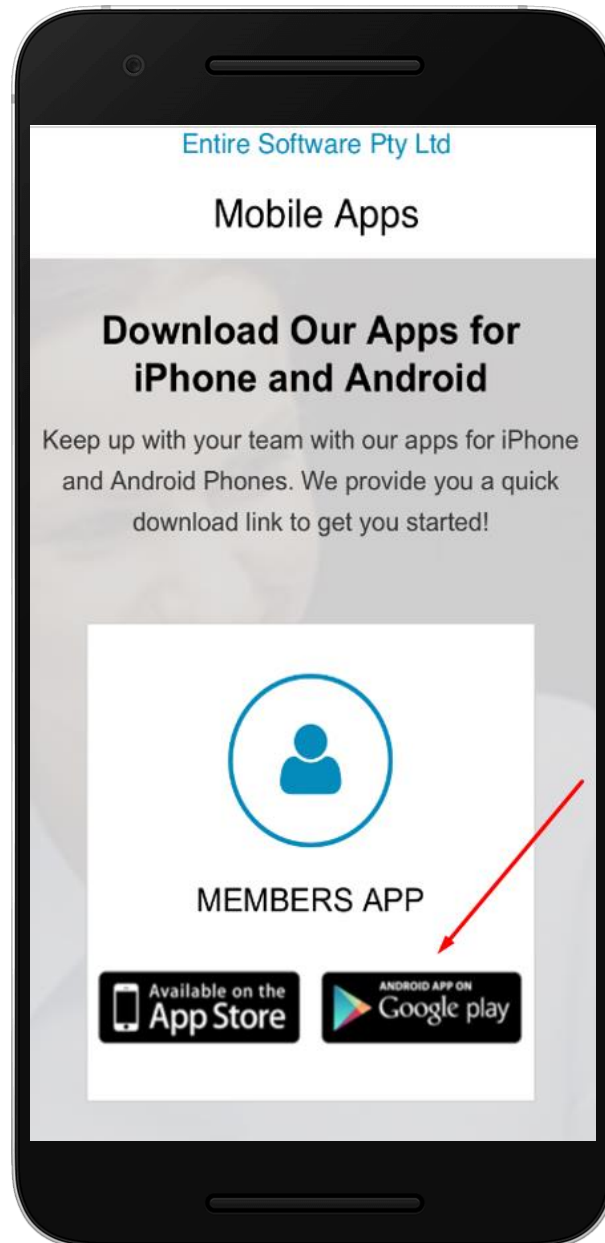 Entire Software Pty Ltd
Mobile Apps
Download Our Apps for
iPhone and Android
Keep up with your team with our apps for iPhone
and Android Phones. We provide you a quick
download link to get you started!
MEMBERS APP
Available on the
App Store
ANDROID APP ON
Google play